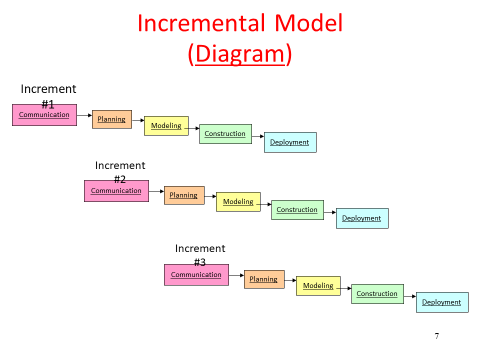 Incremental Model
(Diagram)
Increment
#1
Communication
Planning
Modeling
Construction
Deployment
Increment
#2
Communication
Planning
Modeling
Construction
Deployment
Increment
#3
Communication
Planning
Modeling
Construction
Deployment
7